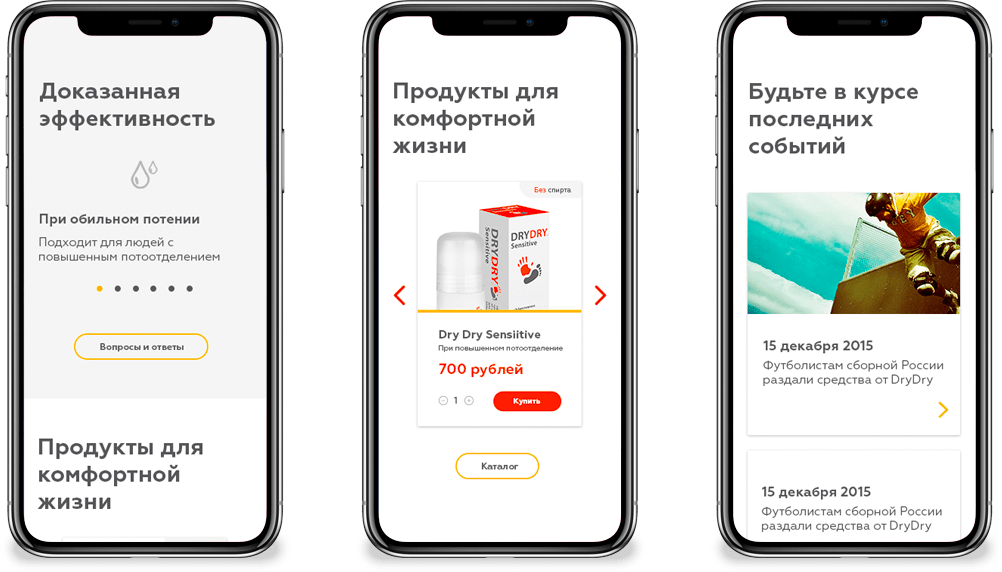 Доказанная
эффективность
При обильном потении
Подходит для людей с
повышенным потоотделением
Вопросы и ответы
Продукты для
комфортной
жизни
Продукты для
комфортной
жизни
Без спирта
DRYDRY
Sensitive
DRYDRY
Sensitive
Dry Dry Sensiitive
При повышенном потоотделение
700 рублей
1
Купить
Каталог
Будьте в курсе
последних
событий
15 декабря 2015
Футболистам сборной России
раздали средства от DryDry
15 декабря 2015
Футболистам сборной России
раздали средства от DryDry